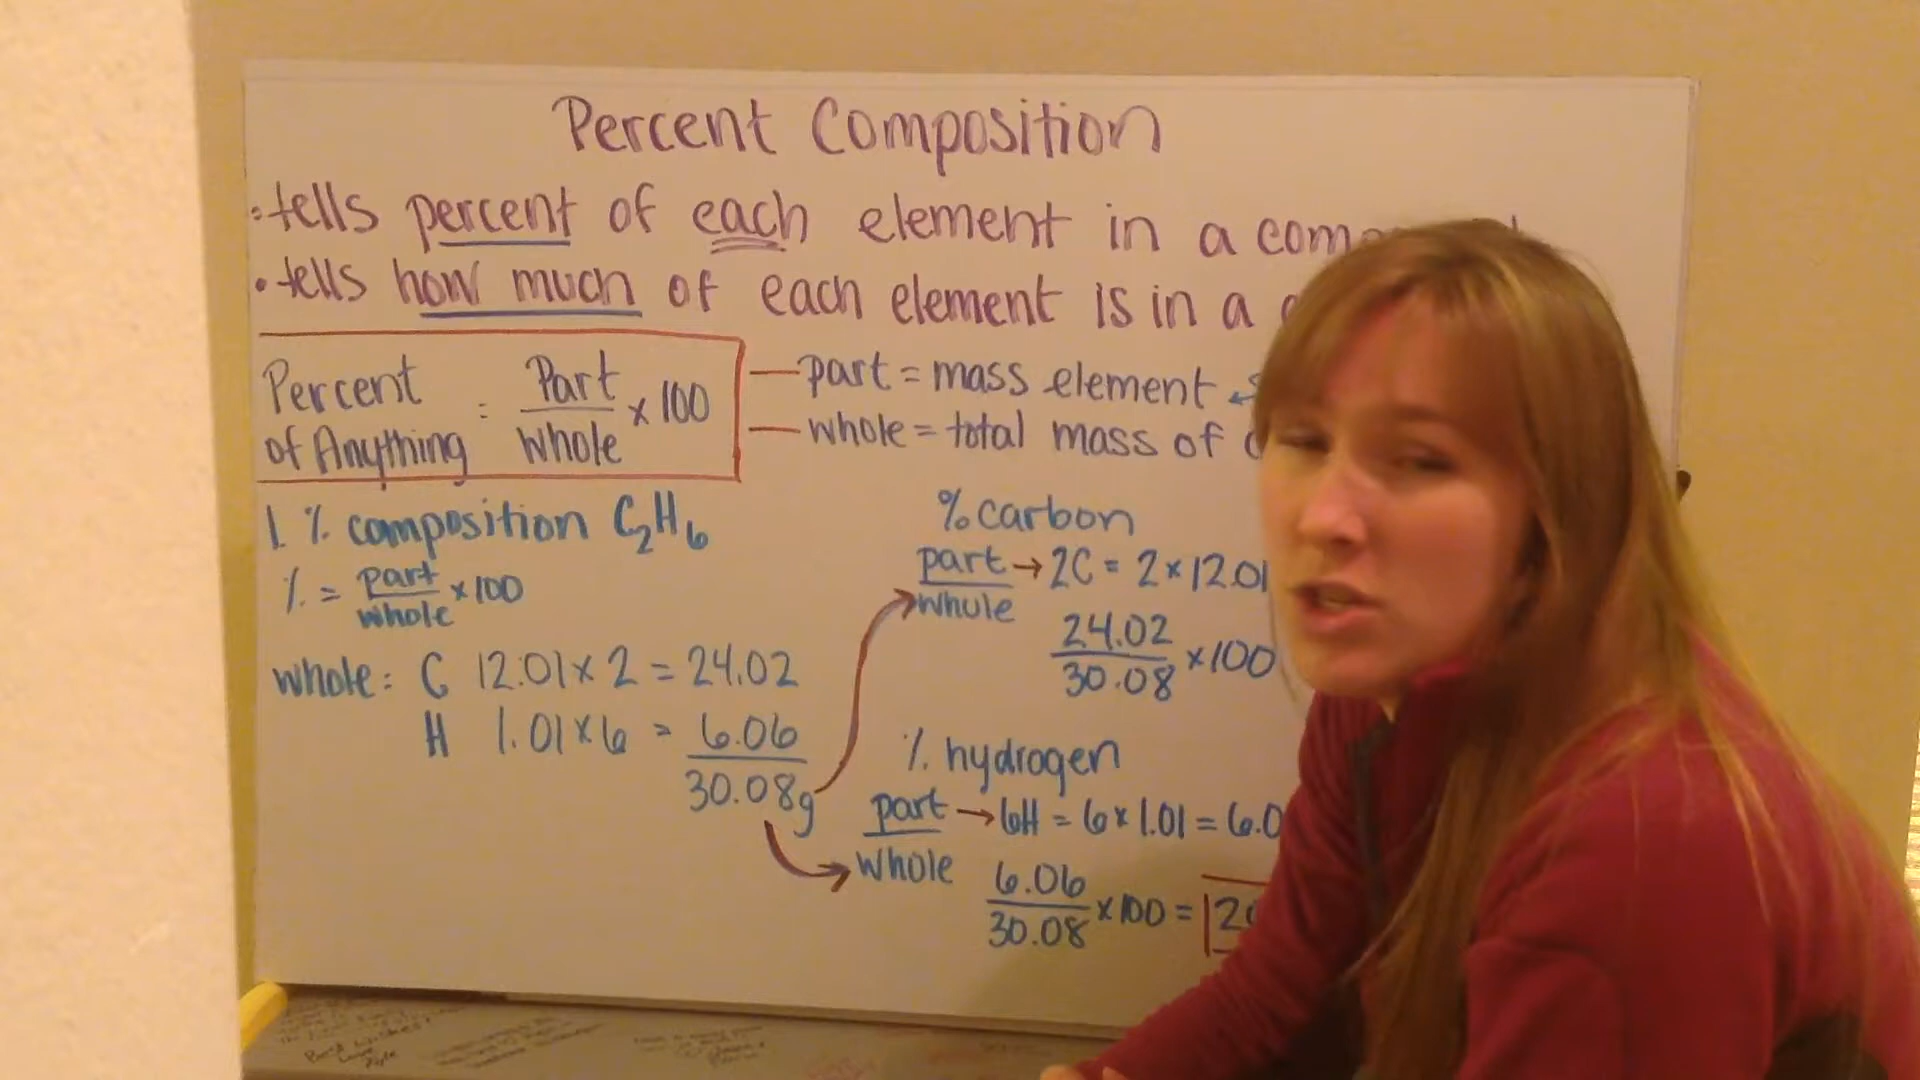 Percent Composition
• tells percent of each element in a
• tells how much of each element is in a
Percent of Anything = Part/Whole × 100
part = mass element
whole = total mass of
1. % composition C₂H₆
% = part/whole × 100
whole: C 12.01 × 2 = 24.02
H 1.01 × 6 = 6.06
30.08g
% carbon
part → 2C = 2 × 12.01
whole
24.02/30.08 × 100
% hydrogen
part → 6H = 6 × 1.01 = 6.0
whole
6.06/30.08 × 100 = 2